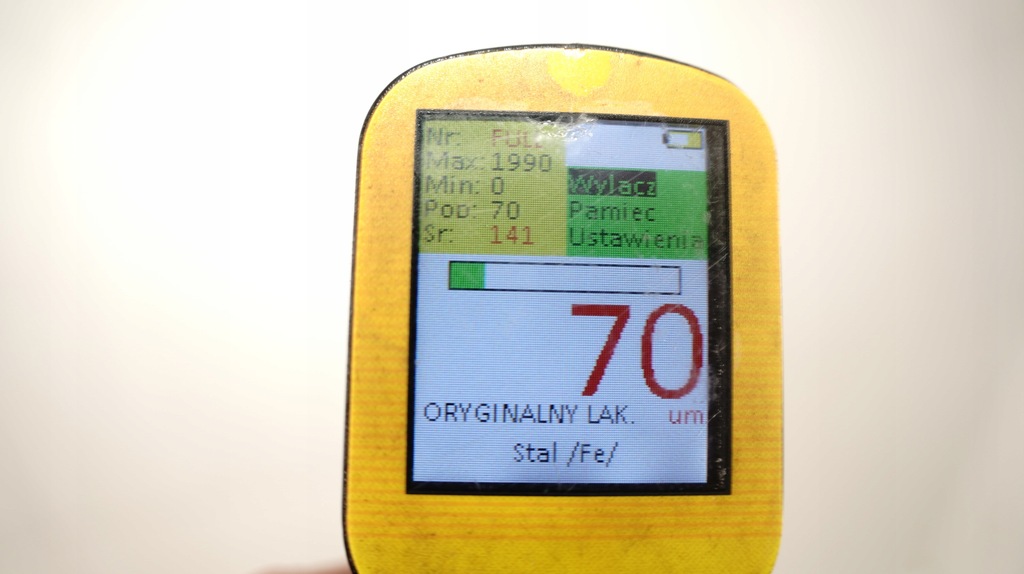 Nr: FULL
Max: 1990
Min: 0
Pop: 70
Sr: 141
Wylacz
Pamiec
Ustawienia
70
ORYGINALNY LAK. um
Stal /Fe/